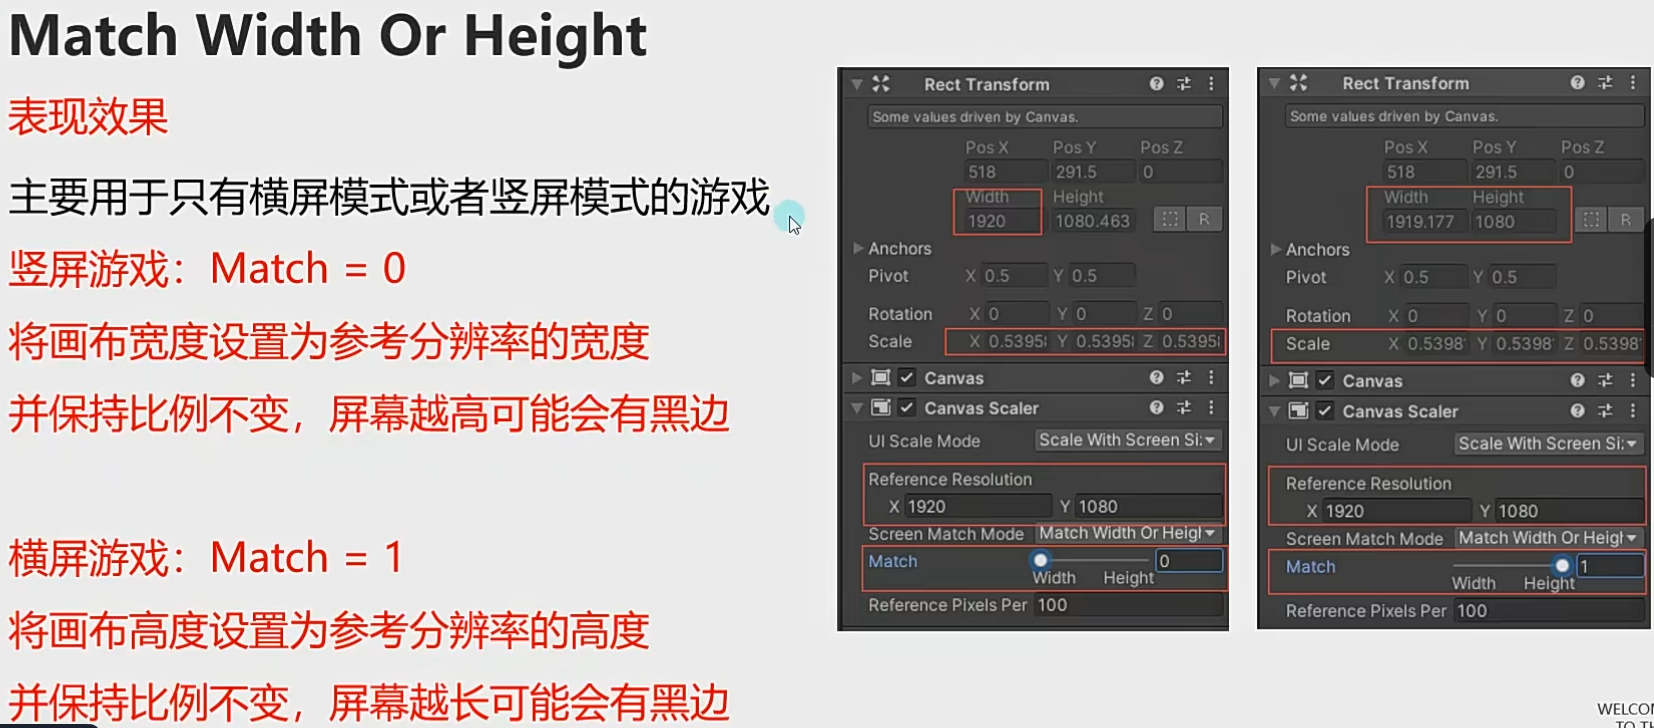 Match Width Or Height
表现效果
主要用于只有横屏模式或者竖屏模式的游戏
竖屏游戏：Match = 0
将画布宽度设置为参考分辨率的宽度
并保持比例不变，屏幕越高可能会有黑边
横屏游戏：Match = 1
将画布高度设置为参考分辨率的高度
并保持比例不变，屏幕越长可能会有黑边
Rect Transform
Some values driven by Canvas.
Pos X Pos Y Pos Z
518 291.5 0
Width Height
1920 1080.463 R
Anchors
Pivot X 0.5 Y 0.5
Rotation X 0 Y 0 Z 0
Scale X 0.5395 Y 0.5395 Z 0.5395
Canvas
Canvas Scaler
UI Scale Mode Scale With Screen Si
Reference Resolution
X 1920 Y 1080
Screen Match Mode Match Width Or Heigl
Match 0
Width Height
Reference Pixels Per 100
Rect Transform
Some values driven by Canvas.
Pos X Pos Y Pos Z
518 291.5 0
Width Height
1919.177 1080 R
Anchors
Pivot X 0.5 Y 0.5
Rotation X 0 Y 0 Z 0
Scale X 0.5398 Y 0.5398 Z 0.5398
Canvas
Canvas Scaler
UI Scale Mode Scale With Screen Si
Reference Resolution
X 1920 Y 1080
Screen Match Mode Match Width Or Heigl
Match 1
Width Height
Reference Pixels Per 100
WELCO
TO T